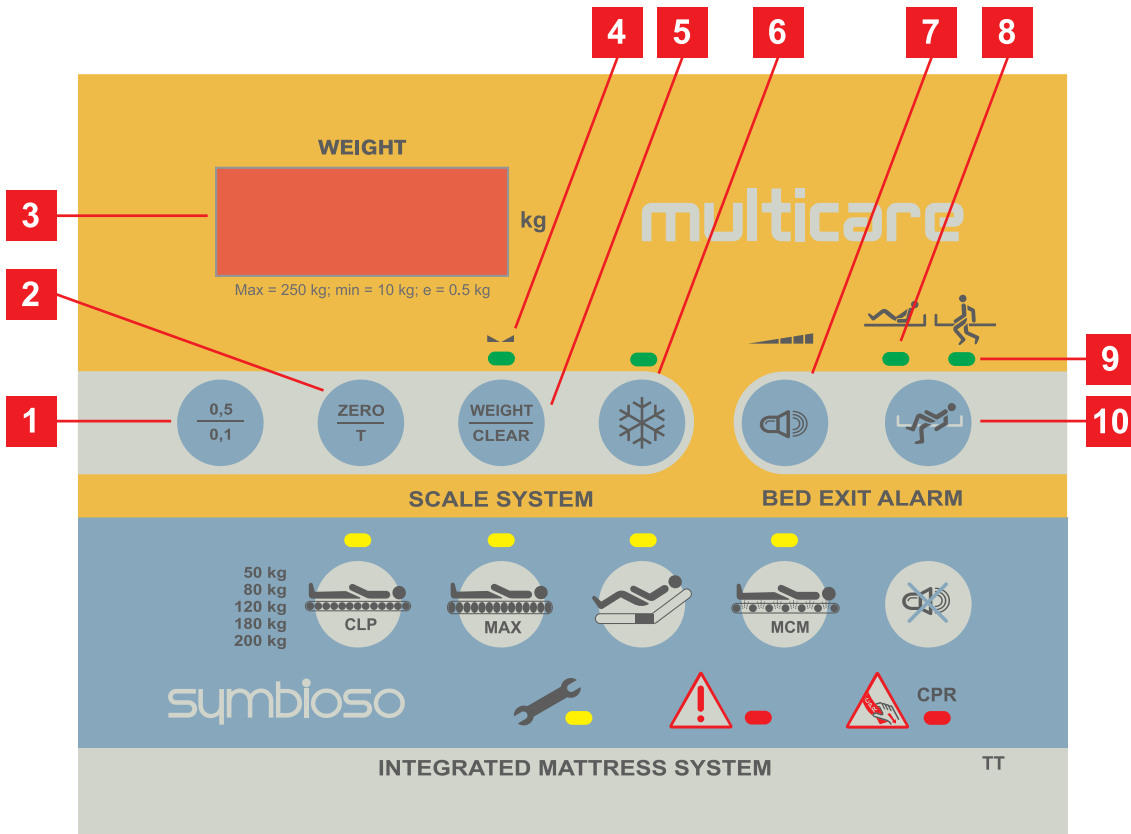 4 5 6 7 8
WEIGHT
3
kg
multicare
2
Max = 250 kg; min = 10 kg; e = 0.5 kg
9
1
0,5
0,1
ZERO
T
WEIGHT
CLEAR
10
SCALE SYSTEM
BED EXIT ALARM
50 kg
80 kg
120 kg
180 kg
200 kg
CLP
MAX
MCM
symbioso
CPR
INTEGRATED MATTRESS SYSTEM
TT